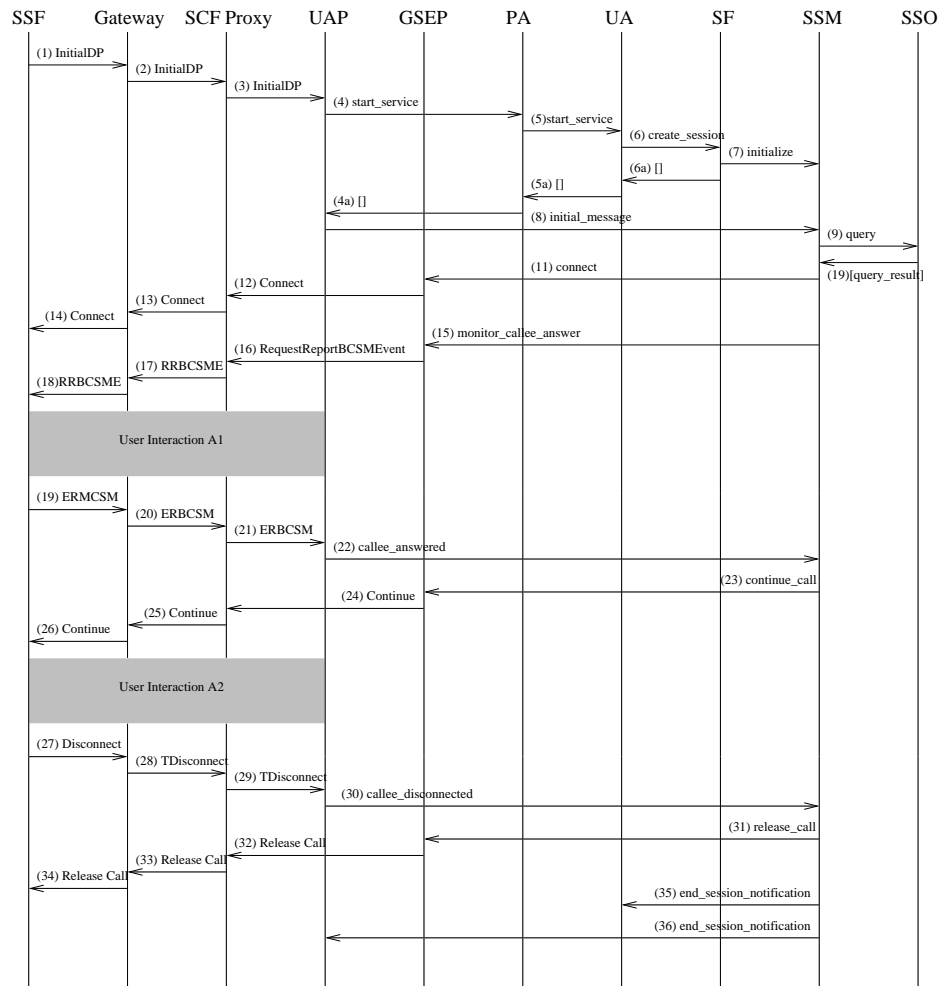 SSF Gateway SCF Proxy UAP GSEP PA UA SF SSM SSO
(1) InitialDP
(2) InitialDP
(3) InitialDP
(4) start_service
(5)start_service
(6) create_session
(7) initialize
(6a) []
(5a) []
(4a) []
(8) initial_message
(9) query
(19)[query_result]
(11) connect
(12) Connect
(13) Connect
(14) Connect
(15) monitor_callee_answer
(16) RequestReportBCSMEvent
(17) RRBCSME
(18)RRBCSME
User Interaction A1
(19) ERMCSM
(20) ERBCSM
(21) ERBCSM
(22) callee_answered
(23) continue_call
(24) Continue
(25) Continue
(26) Continue
User Interaction A2
(27) Disconnect
(28) TDisconnect
(29) TDisconnect
(30) callee_disconnected
(31) release_call
(32) Release Call
(33) Release Call
(34) Release Call
(35) end_session_notification
(36) end_session_notification